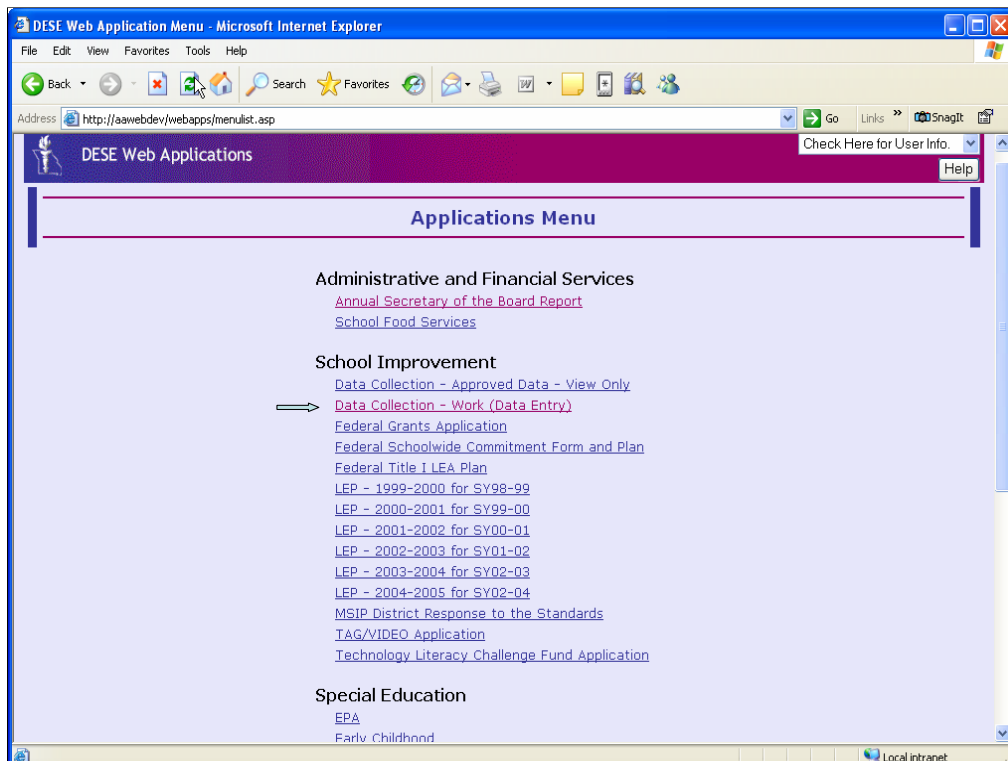 DESE Web Application Menu - Microsoft Internet Explorer
File Edit View Favorites Tools Help
Back Search Favorites
Address http://aawebdev/webapps/menulist.asp Go Links » SnagIt
DESE Web Applications
Check Here for User Info.
Help
Applications Menu
Administrative and Financial Services
Annual Secretary of the Board Report
School Food Services
School Improvement
Data Collection - Approved Data - View Only
Data Collection - Work (Data Entry)
Federal Grants Application
Federal Schoolwide Commitment Form and Plan
Federal Title I LEA Plan
LEP - 1999-2000 for SY98-99
LEP - 2000-2001 for SY99-00
LEP - 2001-2002 for SY00-01
LEP - 2002-2003 for SY01-02
LEP - 2003-2004 for SY02-03
LEP - 2004-2005 for SY02-04
MSIP District Response to the Standards
TAG/VIDEO Application
Technology Literacy Challenge Fund Application
Special Education
EPA
Early Childhood
Local intranet